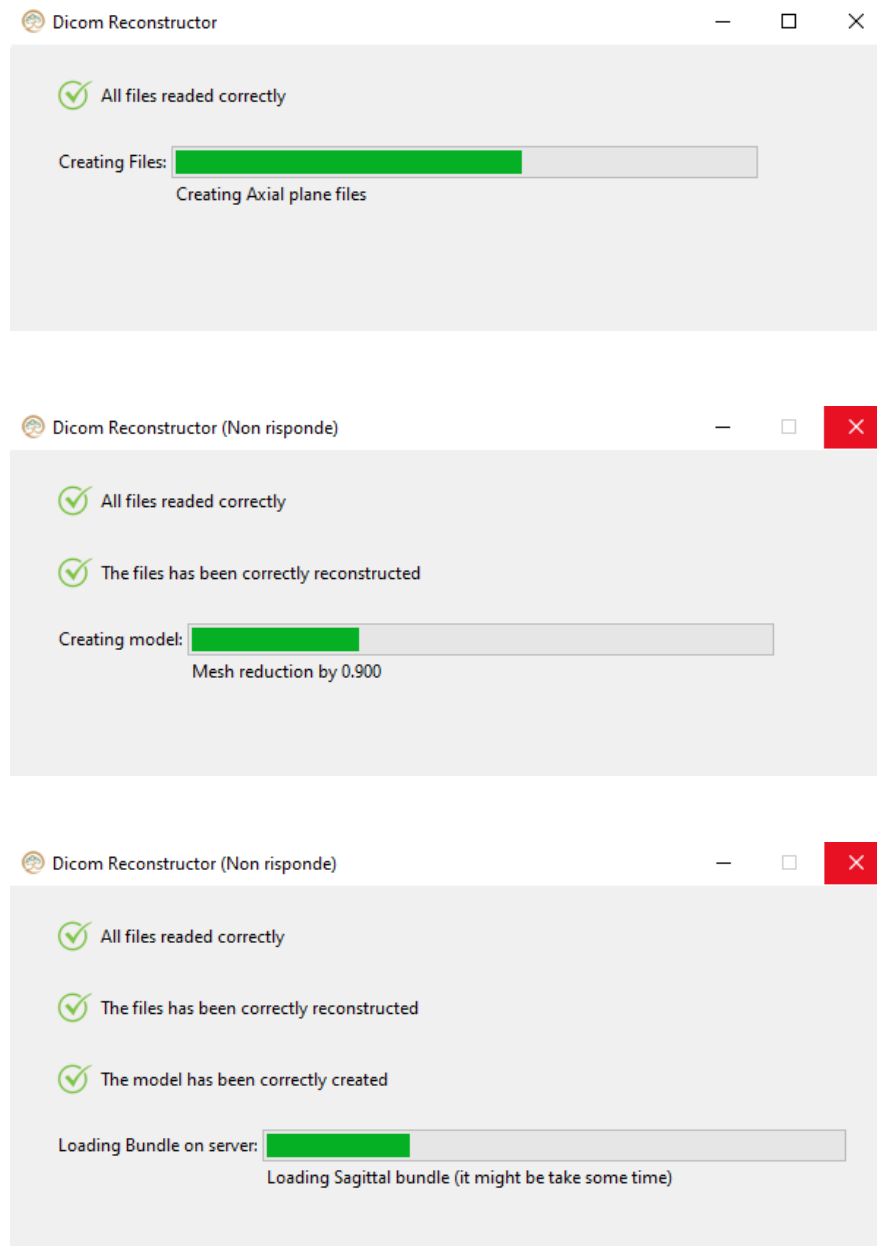 Dicom Reconstructor
All files readed correctly
Creating Files:
Creating Axial plane files
Dicom Reconstructor (Non risponde)
All files readed correctly
The files has been correctly reconstructed
Creating model:
Mesh reduction by 0.900
Dicom Reconstructor (Non risponde)
All files readed correctly
The files has been correctly reconstructed
The model has been correctly created
Loading Bundle on server:
Loading Sagittal bundle (it might be take some time)